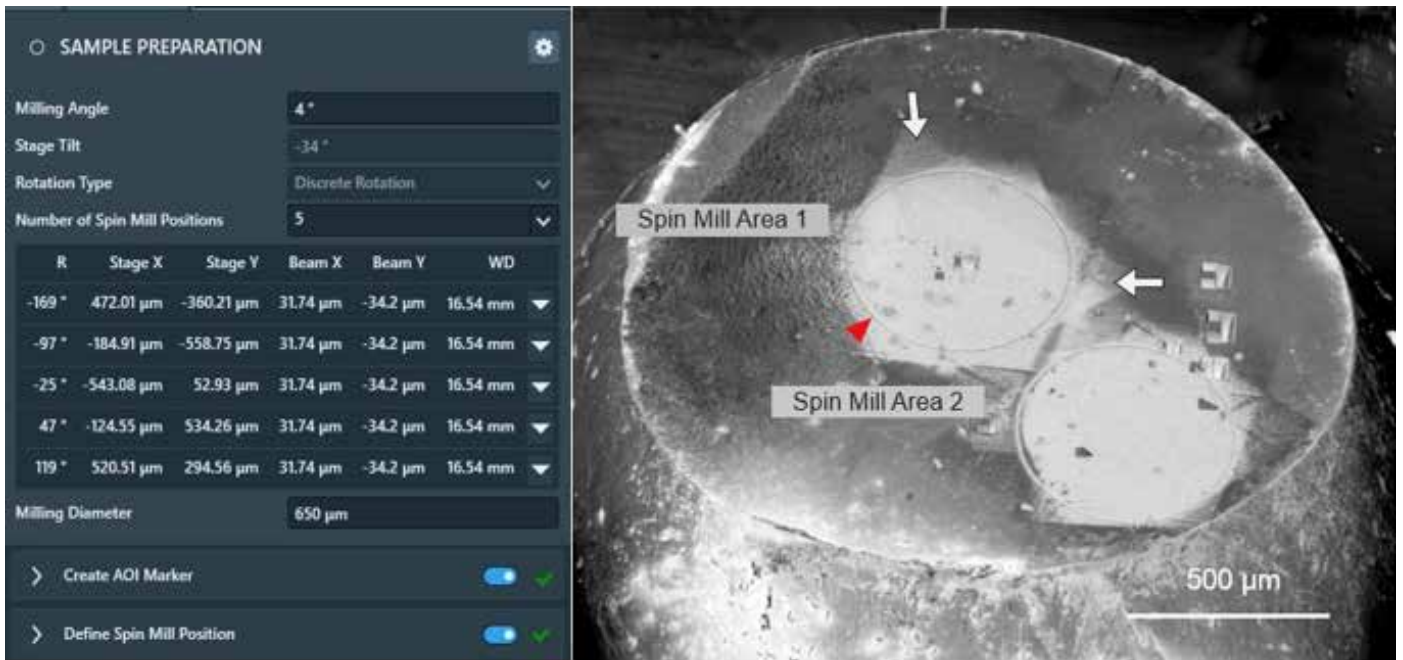 SAMPLE PREPARATION
Milling Angle 4 °
Stage Tilt -34 °
Rotation Type Discrete Rotation
Number of Spin Mill Positions 5
R Stage X Stage Y Beam X Beam Y WD
-169 ° 472.01 µm -360.21 µm 31.74 µm -34.2 µm 16.54 mm
-97 ° -184.91 µm -558.75 µm 31.74 µm -34.2 µm 16.54 mm
-25 ° -543.08 µm 52.93 µm 31.74 µm -34.2 µm 16.54 mm
47 ° -124.55 µm 534.26 µm 31.74 µm -34.2 µm 16.54 mm
119 ° 520.51 µm 294.56 µm 31.74 µm -34.2 µm 16.54 mm
Milling Diameter 650 µm
Create AOI Marker
Define Spin Mill Position
Spin Mill Area 1
Spin Mill Area 2
500 µm